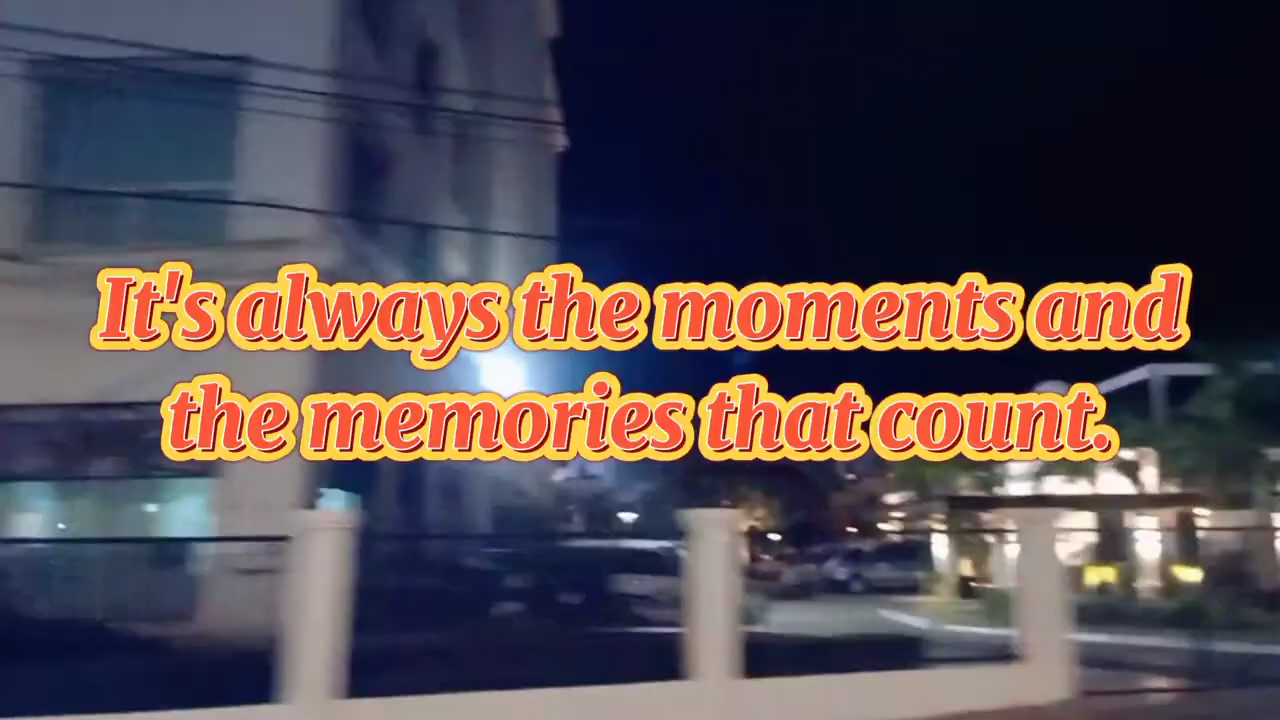 It's always the moments and
the memories that count.